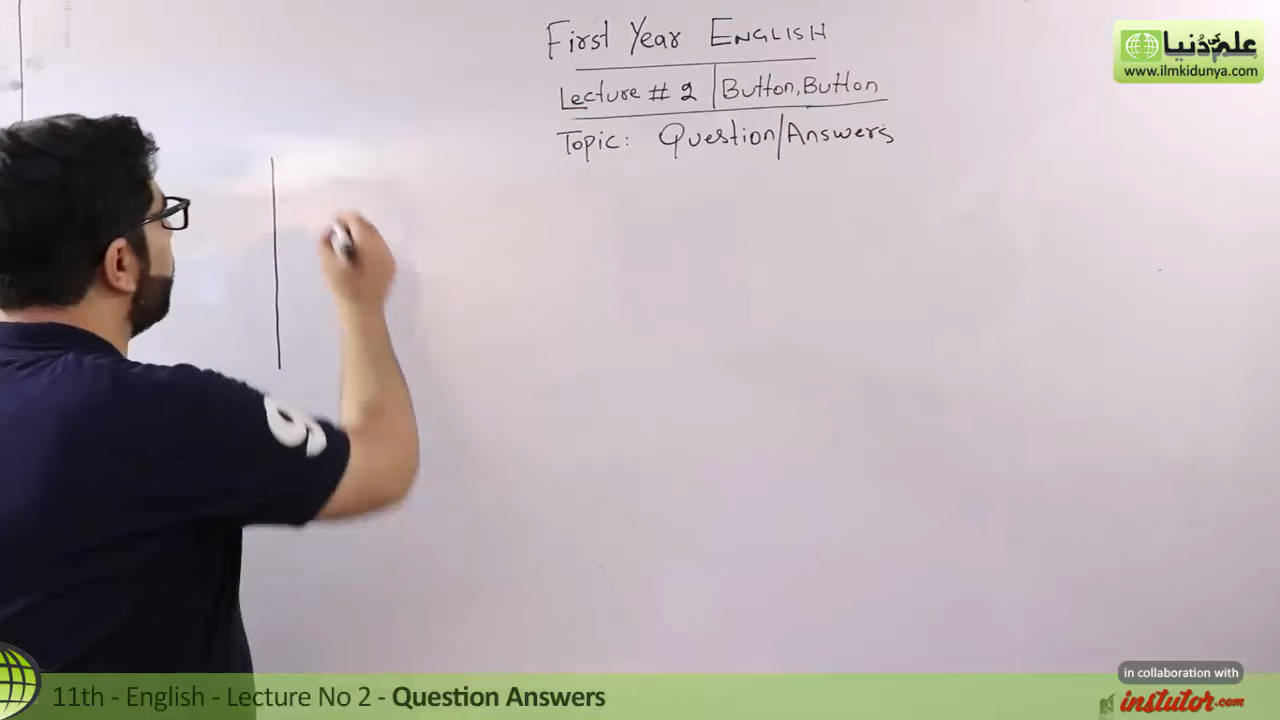 First Year ENGLISH
Lecture # 2 | Button, Button
Topic: Question/Answers
علم کی دُنیا
www.ilmkidunya.com
in collaboration with
instutor.com
11th - English - Lecture No 2 - Question Answers